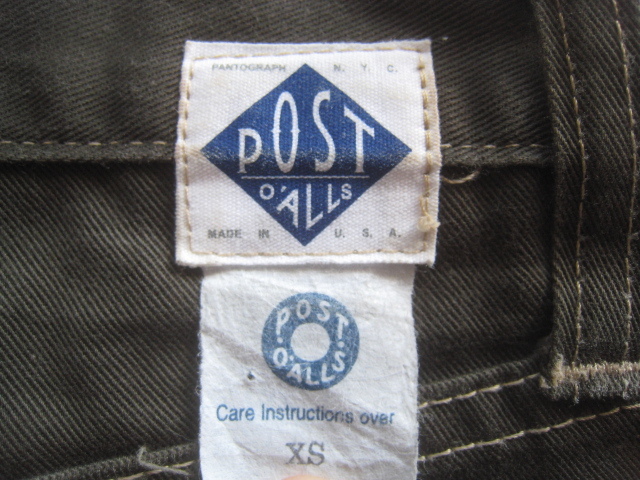 PANTOGRAPH N. Y. C.
POST
O'ALLS
MADE IN U. S. A.
POST
O'ALLS
Care Instructions over
XS